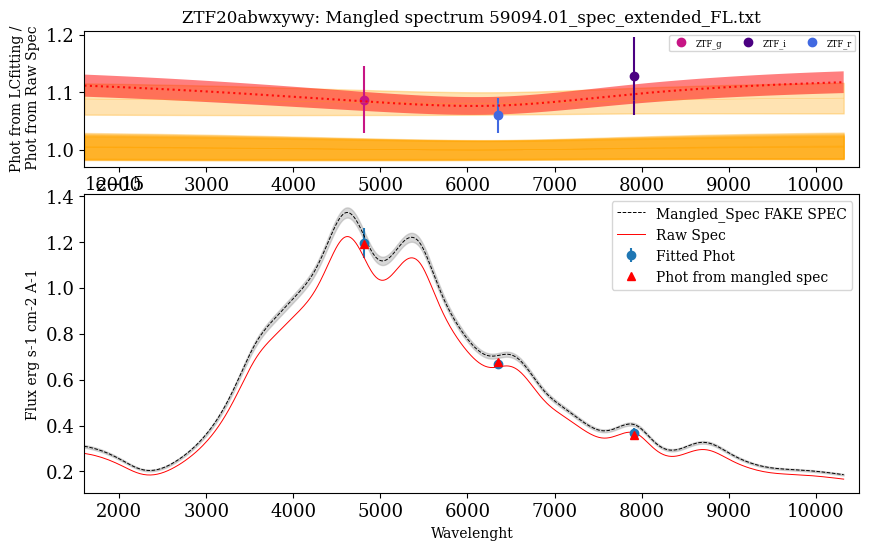 ZTF20abwxywy: Mangled spectrum 59094.01_spec_extended_FL.txt
Phot from LCfitting /
Phot from Raw Spec
1.2
1.1
1.0
ZTF_g
ZTF_i
ZTF_r
2000 3000 4000 5000 6000 7000 8000 9000 10000
1e−15
Flux erg s-1 cm-2 A-1
1.4
1.2
1.0
0.8
0.6
0.4
0.2
Mangled_Spec FAKE SPEC
Raw Spec
Fitted Phot
Phot from mangled spec
2000 3000 4000 5000 6000 7000 8000 9000 10000
Wavelenght